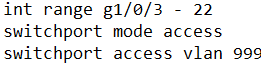 int range g1/0/3 - 22
switchport mode access
switchport access vlan 999